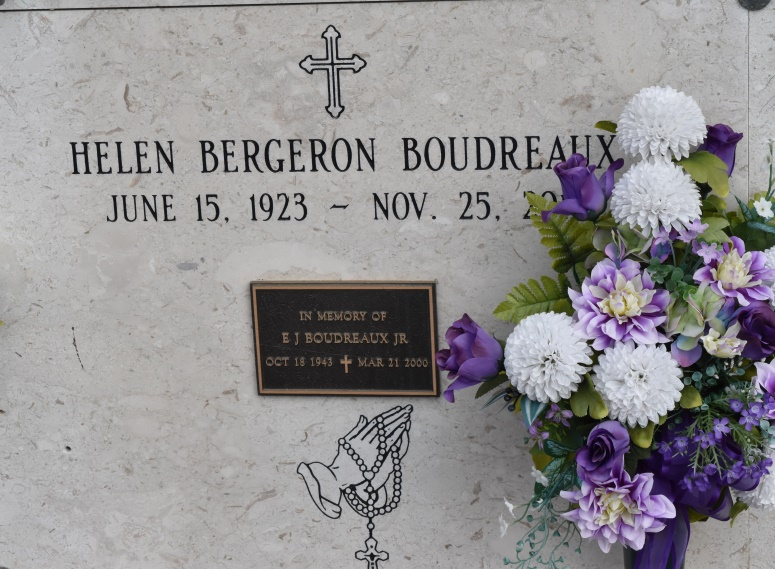 HELEN BERGERON BOUDREAUX
JUNE 15, 1923 ~ NOV. 25,
IN MEMORY OF
E J BOUDREAUX JR
OCT 18 1943 MAR 21 2000